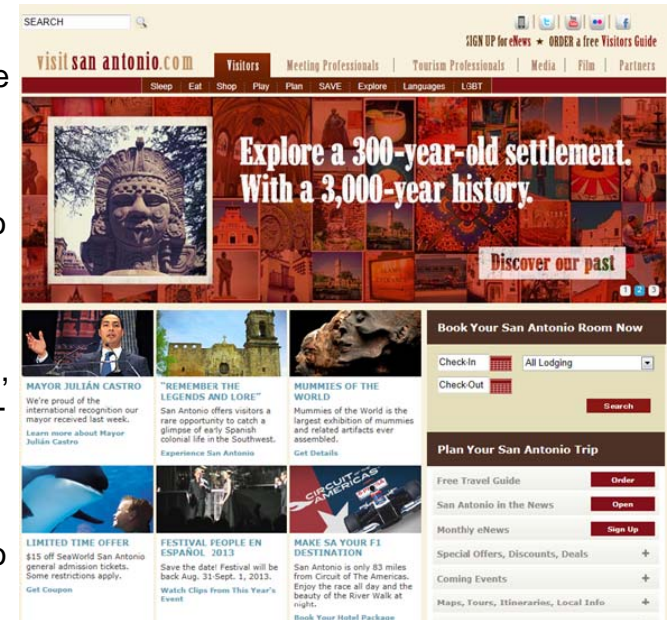 SEARCH
SIGN UP for eNews ★ ORDER a free Visitors Guide
visit san antonio.com
Visitors
Meeting Professionals
Tourism Professionals
Media
Film
Partners
Sleep Eat Shop Play Plan SAVE Explore Languages LGBT
Explore a 300-year-old settlement.
With a 3,000-year history.
Discover our past
1 2 3
MAYOR JULIÁN CASTRO
We're proud of the
international recognition our
mayor received last week.
Learn more about Mayor
Julián Castro
"REMEMBER THE
LEGENDS AND LORE"
San Antonio offers visitors a
rare opportunity to catch a
glimpse of early Spanish
colonial life in the Southwest.
Experience San Antonio
MUMMIES OF THE
WORLD
Mummies of the World is the
largest exhibition of mummies
and related artifacts ever
assembled.
Get Details
LIMITED TIME OFFER
$15 off SeaWorld San Antonio
general admission tickets.
Some restrictions apply.
Get Coupon
FESTIVAL PEOPLE EN
ESPAÑOL 2013
Save the date! Festival will be
back Aug. 31-Sept. 1, 2013.
Watch Clips From This Year's
Event
CIRCUIT
AMERICAS
MAKE SA YOUR F1
DESTINATION
San Antonio is only 83 miles
from Circuit of The Americas.
Enjoy the race all day and the
beauty of the River Walk at
night.
Book Your Hotel Package
Book Your San Antonio Room Now
Check-In
All Lodging
Check-Out
Search
Plan Your San Antonio Trip
Free Travel Guide
Order
San Antonio in the News
Open
Monthly eNews
Sign Up
Special Offers, Discounts, Deals +
Coming Events +
Maps, Tours, Itineraries, Local Info +